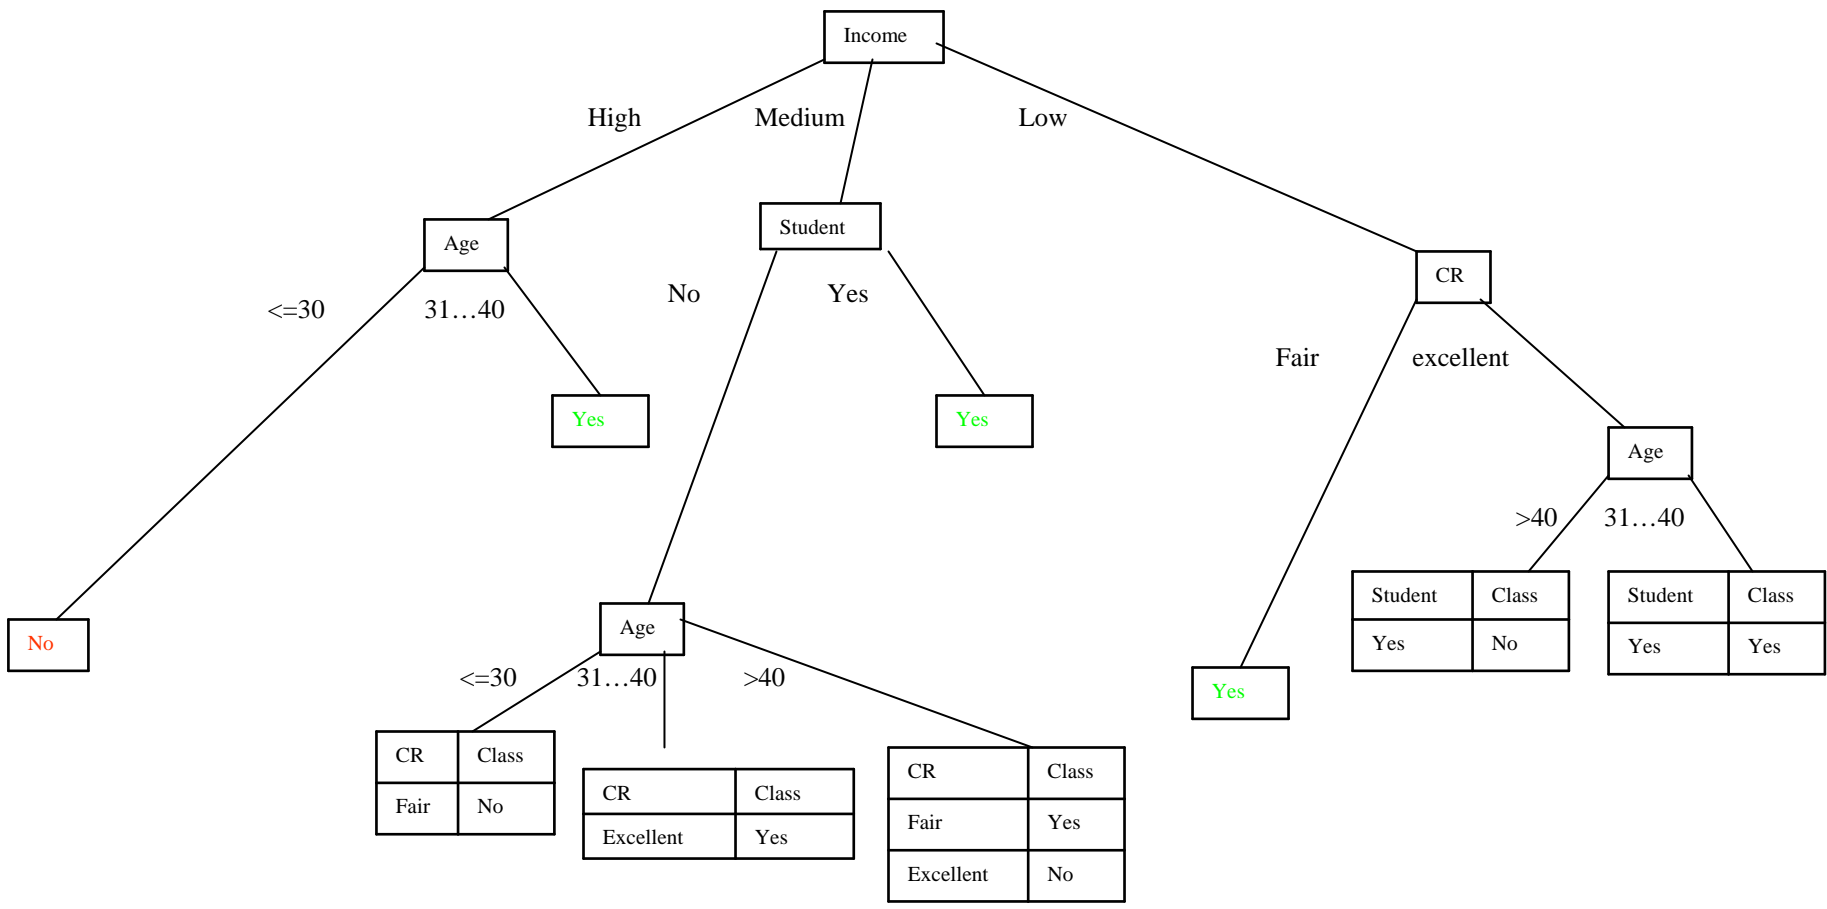 Income
High Medium Low
Age
Student
CR
<=30 31…40
No Yes
Fair excellent
Yes
Yes
Age
>40 31…40
Student Class
Yes No
Student Class
Yes Yes
No
Age
Yes
<=30 31…40 >40
CR Class
Fair No
CR Class
Excellent Yes
CR Class
Fair Yes
Excellent No